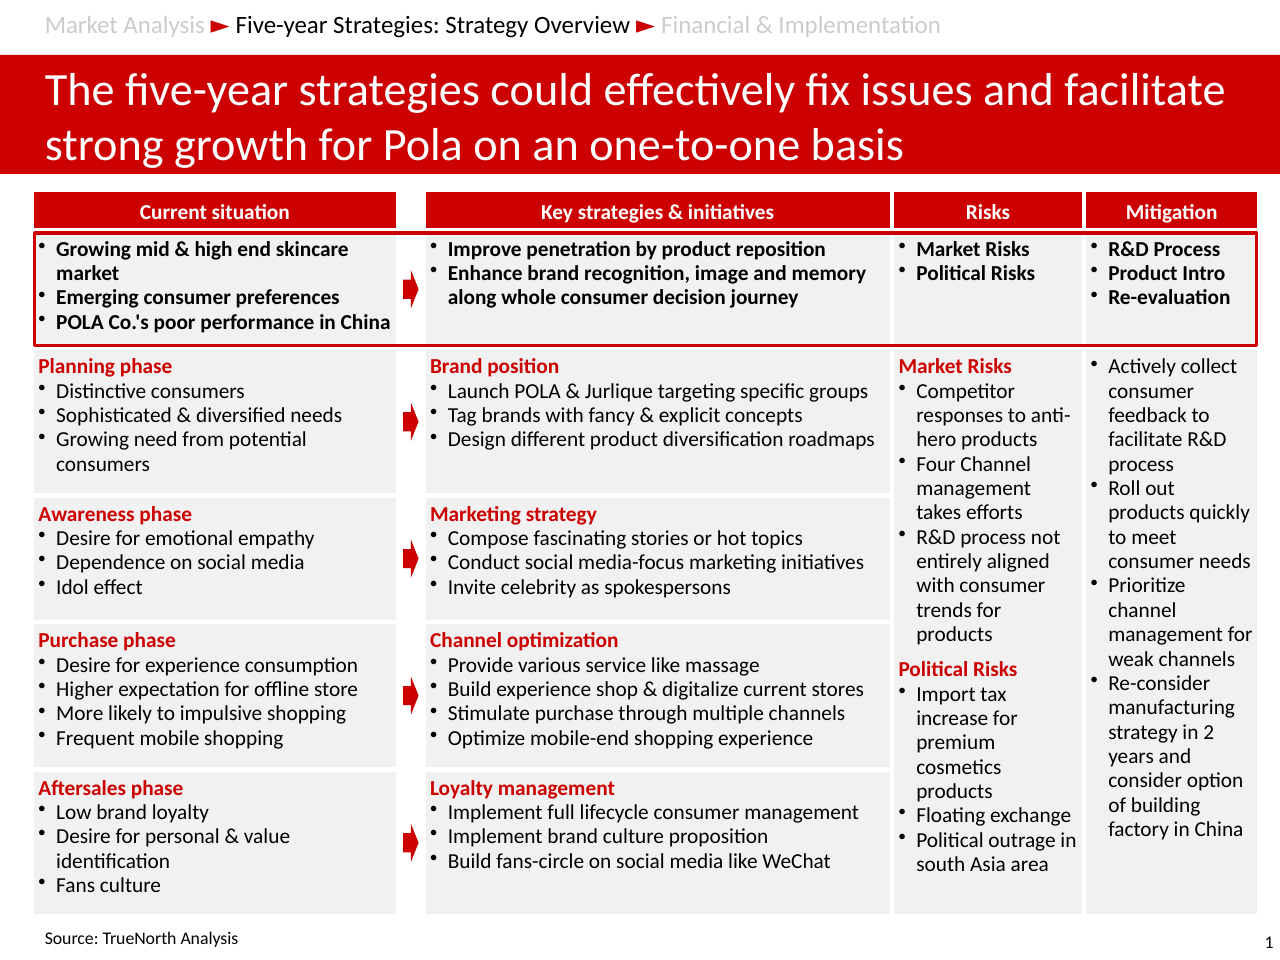 Market Analysis ► Five-year Strategies: Strategy Overview ► Financial & Implementation
The five-year strategies could effectively fix issues and facilitate
strong growth for Pola on an one-to-one basis
Current situation
Key strategies & initiatives
Risks
Mitigation
• Growing mid & high end skincare
market
• Emerging consumer preferences
• POLA Co.'s poor performance in China
• Improve penetration by product reposition
• Enhance brand recognition, image and memory
along whole consumer decision journey
• Market Risks
• Political Risks
• R&D Process
• Product Intro
• Re-evaluation
Planning phase
• Distinctive consumers
• Sophisticated & diversified needs
• Growing need from potential
consumers
Brand position
• Launch POLA & Jurlique targeting specific groups
• Tag brands with fancy & explicit concepts
• Design different product diversification roadmaps
Awareness phase
• Desire for emotional empathy
• Dependence on social media
• Idol effect
Marketing strategy
• Compose fascinating stories or hot topics
• Conduct social media-focus marketing initiatives
• Invite celebrity as spokespersons
Purchase phase
• Desire for experience consumption
• Higher expectation for offline store
• More likely to impulsive shopping
• Frequent mobile shopping
Channel optimization
• Provide various service like massage
• Build experience shop & digitalize current stores
• Stimulate purchase through multiple channels
• Optimize mobile-end shopping experience
Aftersales phase
• Low brand loyalty
• Desire for personal & value
identification
• Fans culture
Loyalty management
• Implement full lifecycle consumer management
• Implement brand culture proposition
• Build fans-circle on social media like WeChat
Market Risks
• Competitor
responses to anti-
hero products
• Four Channel
management
takes efforts
• R&D process not
entirely aligned
with consumer
trends for
products
Political Risks
• Import tax
increase for
premium
cosmetics
products
• Floating exchange
• Political outrage in
south Asia area
• Actively collect
consumer
feedback to
facilitate R&D
process
• Roll out
products quickly
to meet
consumer needs
• Prioritize
channel
management for
weak channels
• Re-consider
manufacturing
strategy in 2
years and
consider option
of building
factory in China
Source: TrueNorth Analysis
1